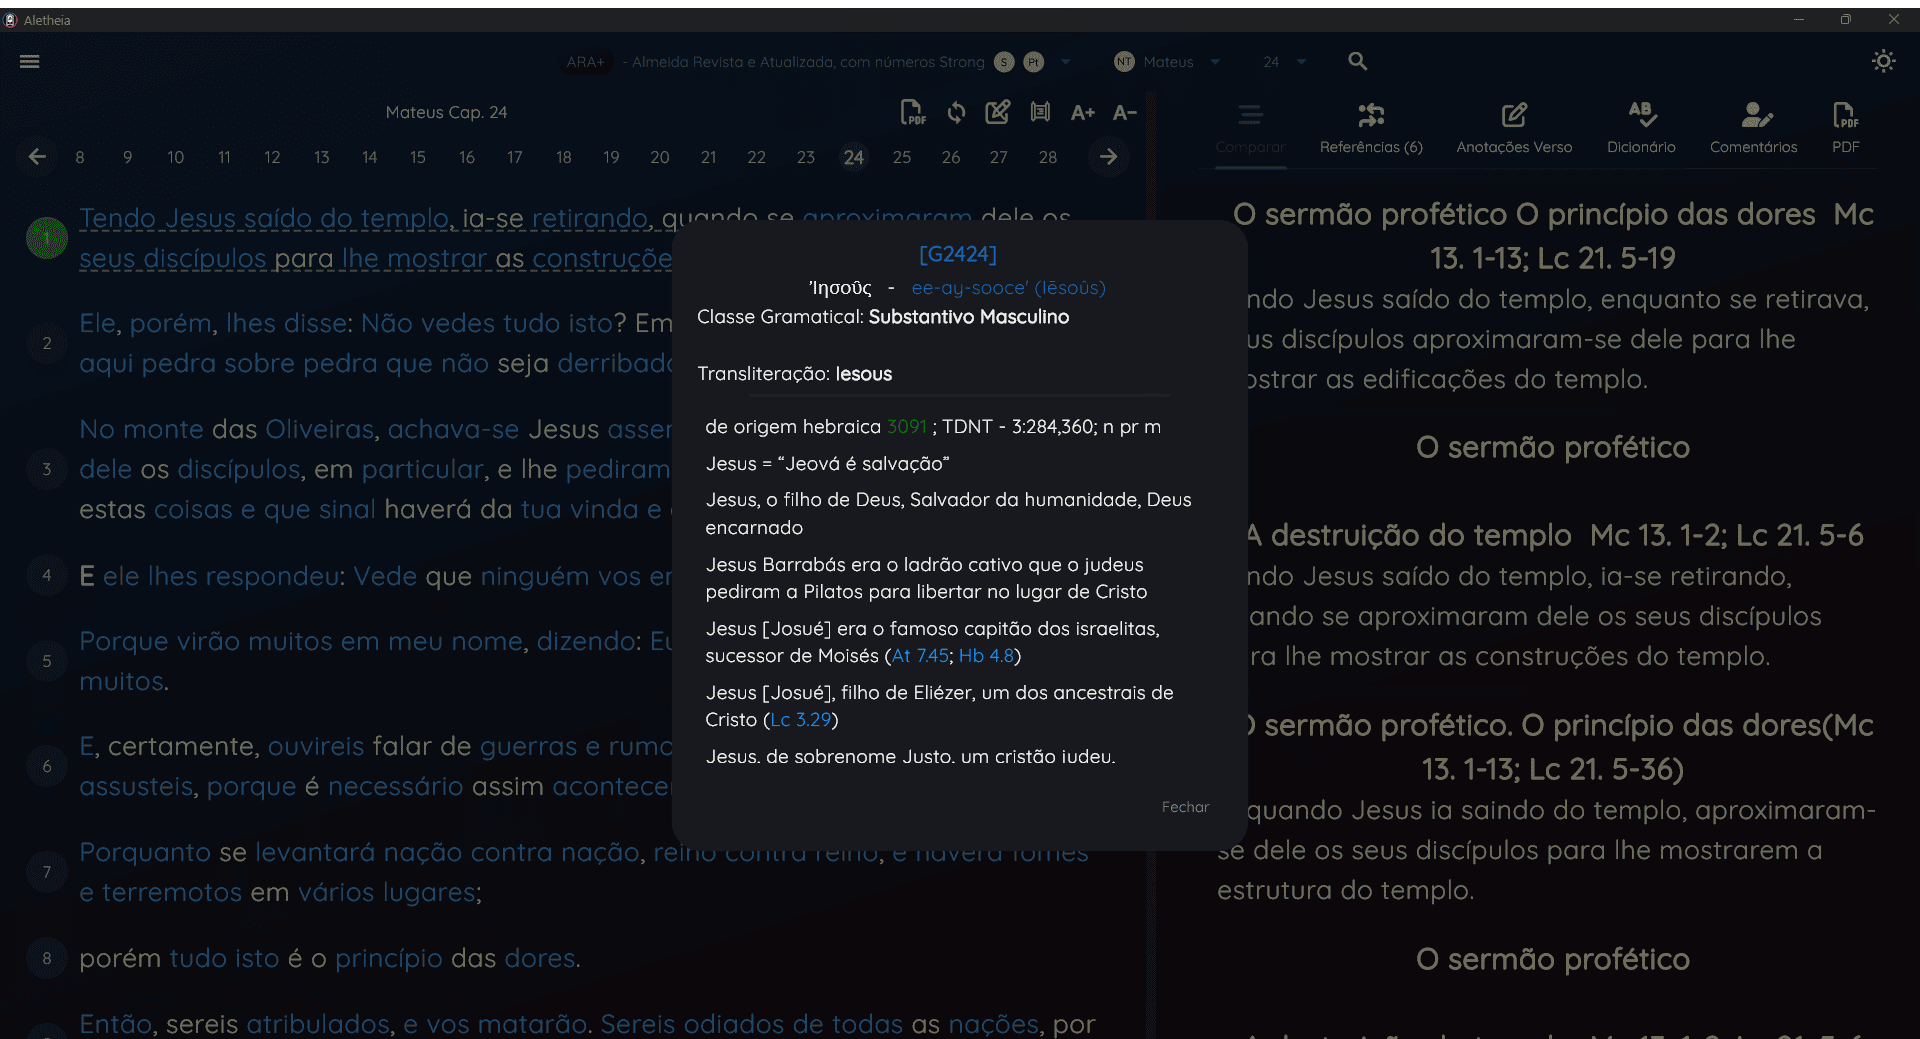 Aletheia
ARA+ - Almeida Revista e Atualizada, com números Strong S Pt NT Mateus 24
Mateus Cap. 24
PDF A+ A-
8 9 10 11 12 13 14 15 16 17 18 19 20 21 22 23 24 25 26 27 28
1 Tendo Jesus saído do templo, ia-se retirando, quando se aproximaram dele os
seus discípulos para lhe mostrar as construçõe
2 Ele, porém, lhes disse: Não vedes tudo isto? Em
aqui pedra sobre pedra que não seja derribada
3 No monte das Oliveiras, achava-se Jesus asse
dele os discípulos, em particular, e lhe pediram
estas coisas e que sinal haverá da tua vinda e
4 E ele lhes respondeu: Vede que ninguém vos
5 Porque virão muitos em meu nome, dizendo: Eu
muitos.
6 E, certamente, ouvireis falar de guerras e rumo
assusteis, porque é necessário assim acontecer
7 Porquanto se levantará nação contra nação, reino contra reino, e haverá fomes
e terremotos em vários lugares;
8 porém tudo isto é o princípio das dores.
Então, sereis atribulados, e vos matarão. Sereis odiados de todas as nações, por
[G2424]
Ἰησοῦς - ee-ay-sooce' (Iēsoûs)
Classe Gramatical: Substantivo Masculino
Transliteração: Iesous
de origem hebraica 3091 ; TDNT - 3:284,360; n pr m
Jesus = “Jeová é salvação”
Jesus, o filho de Deus, Salvador da humanidade, Deus
encarnado
Jesus Barrabás era o ladrão cativo que o judeus
pediram a Pilatos para libertar no lugar de Cristo
Jesus [Josué] era o famoso capitão dos israelitas,
sucessor de Moisés (At 7.45; Hb 4.8)
Jesus [Josué], filho de Eliézer, um dos ancestrais de
Cristo (Lc 3.29)
Jesus, de sobrenome Justo, um cristão judeu.
Fechar
Comparar Referências (6) Anotações Verso Dicionário Comentários PDF
O sermão profético O princípio das dores Mc
13. 1-13; Lc 21. 5-19
ndo Jesus saído do templo, enquanto se retirava,
us discípulos aproximaram-se dele para lhe
ostrar as edificações do templo.
O sermão profético
A destruição do templo Mc 13. 1-2; Lc 21. 5-6
ndo Jesus saído do templo, ia-se retirando,
ando se aproximaram dele os seus discípulos
ra lhe mostrar as construções do templo.
O sermão profético. O princípio das dores(Mc
13. 1-13; Lc 21. 5-36)
quando Jesus ia saindo do templo, aproximaram-
se dele os seus discípulos para lhe mostrarem a
estrutura do templo.
O sermão profético